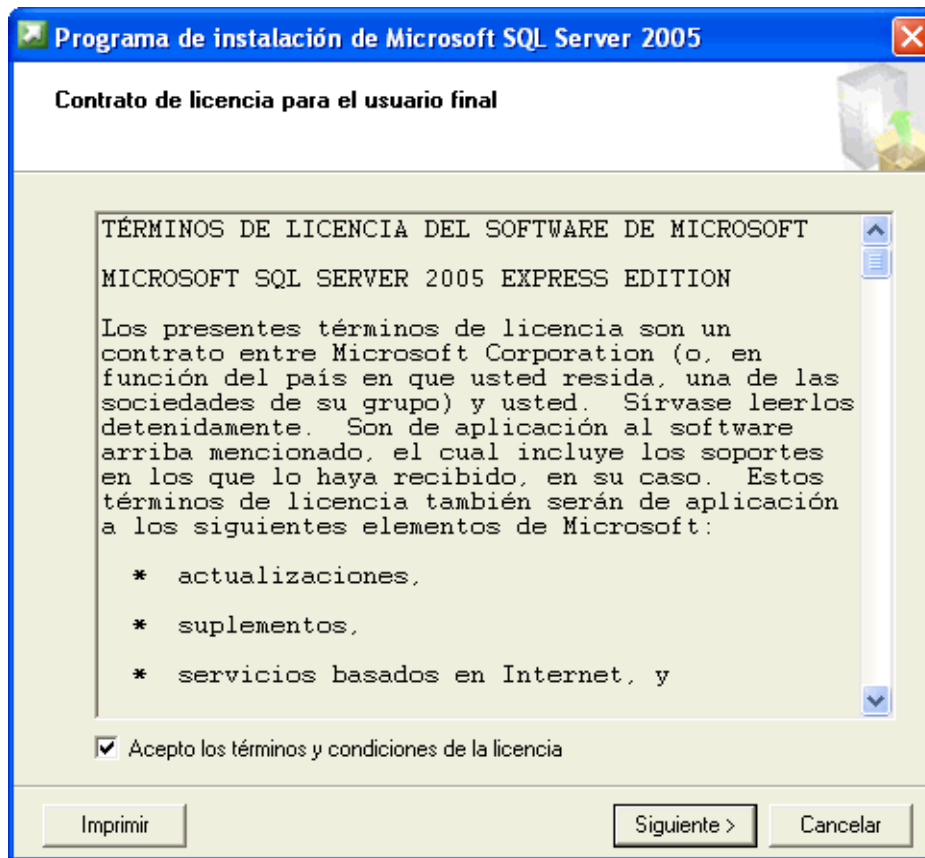 Programa de instalación de Microsoft SQL Server 2005
Contrato de licencia para el usuario final
TÉRMINOS DE LICENCIA DEL SOFTWARE DE MICROSOFT
MICROSOFT SQL SERVER 2005 EXPRESS EDITION
Los presentes términos de licencia son un
contrato entre Microsoft Corporation (o, en
función del país en que usted resida, una de las
sociedades de su grupo) y usted.  Sírvase leerlos
detenidamente.  Son de aplicación al software
arriba mencionado, el cual incluye los soportes
en los que lo haya recibido, en su caso.  Estos
términos de licencia también serán de aplicación
a los siguientes elementos de Microsoft:
*  actualizaciones,
*  suplementos,
*  servicios basados en Internet, y
Acepto los términos y condiciones de la licencia
Imprimir
Siguiente >
Cancelar